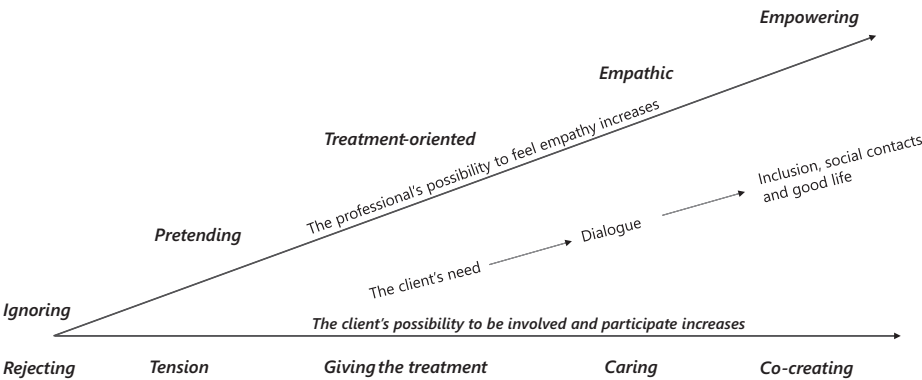 Empowering
Empathic
Treatment-oriented
The professional's possibility to feel empathy increases
Inclusion, social contacts
and good life
Pretending
Dialogue
The client's need
Ignoring
The client's possibility to be involved and participate increases
Rejecting
Tension
Giving the treatment
Caring
Co-creating